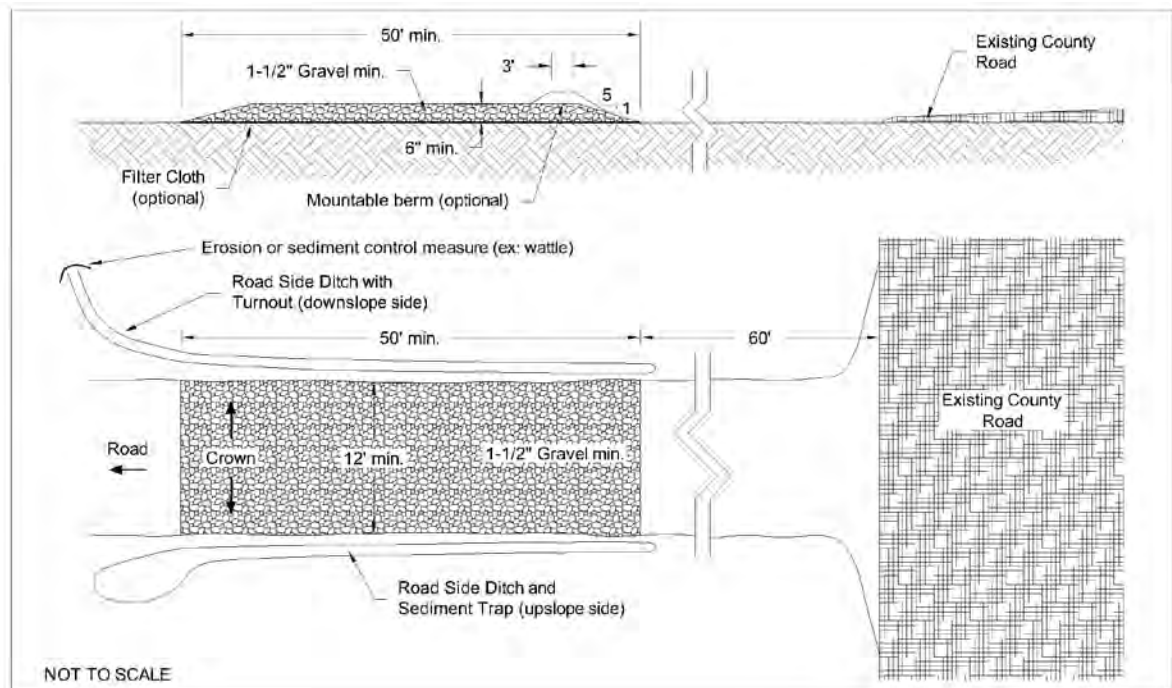 50' min.
Existing County
Road
3'
1-1/2" Gravel min.
5
1
6" min.
Filter Cloth
(optional)
Mountable berm (optional)
Erosion or sediment control measure (ex: wattle)
Road Side Ditch with
Turnout (downslope side)
50' min.
60'
Existing County
Road
Road
Crown
12' min.
1-1/2" Gravel min.
Road Side Ditch and
Sediment Trap (upslope side)
NOT TO SCALE